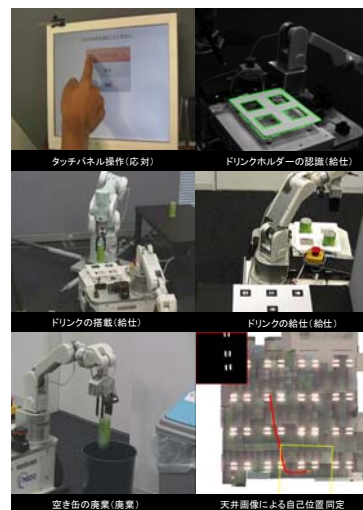 タッチパネル操作(応対)
ドリンクホルダーの認識(給仕)
ドリンクの搭載(給仕)
ドリンクの給仕(給仕)
空き缶の廃業(廃業)
天井画像による自己位置同定